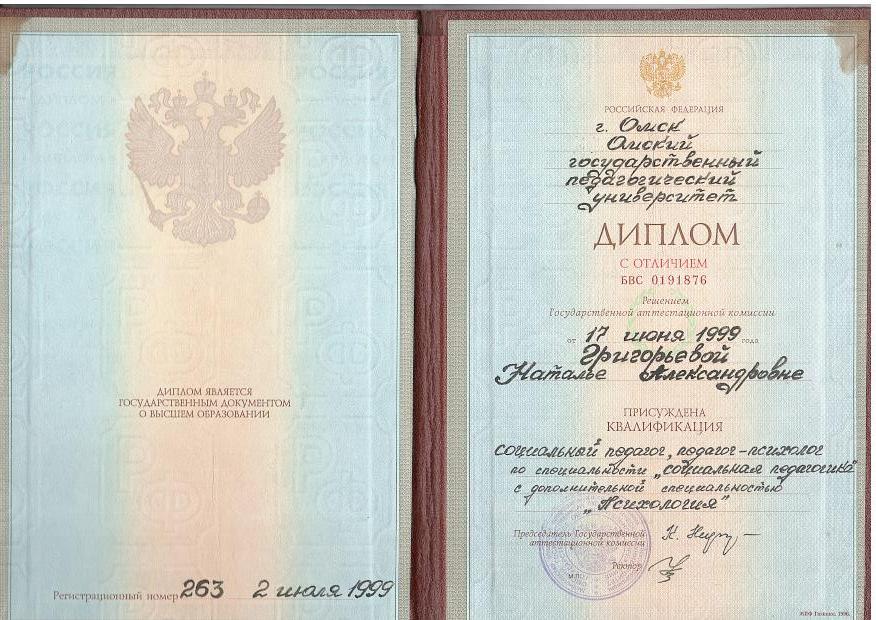 ДИПЛОМ ЯВЛЯЕТСЯ
ГОСУДАРСТВЕННЫМ ДОКУМЕНТОМ
О ВЫСШЕМ ОБРАЗОВАНИИ
Регистрационный номер 263 2 июля 1999
РОССИЙСКАЯ ФЕДЕРАЦИЯ
г. Омск
Омский
государственный
педагогический
университет
ДИПЛОМ
С ОТЛИЧИЕМ
БВС 0191876
Решением
Государственной аттестационной комиссии
от 17 июня 1999 года
Григорьевой
Наталье Александровне
ПРИСУЖДЕНА
КВАЛИФИКАЦИЯ
социальный педагог, педагог-психолог
по специальности „социальная педагогика"
с дополнительной специальностью
„Психология"
Председатель Государственной
аттестационной комиссии
Ректор
М.П.